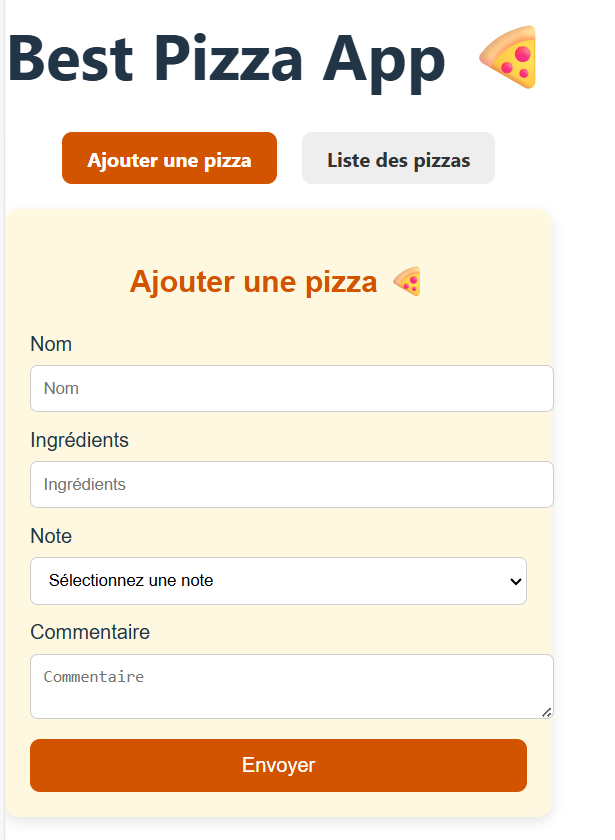 Best Pizza App 🍕
Ajouter une pizza Liste des pizzas
Ajouter une pizza 🍕
Nom
Nom
Ingrédients
Ingrédients
Note
Sélectionnez une note
Commentaire
Commentaire
Envoyer